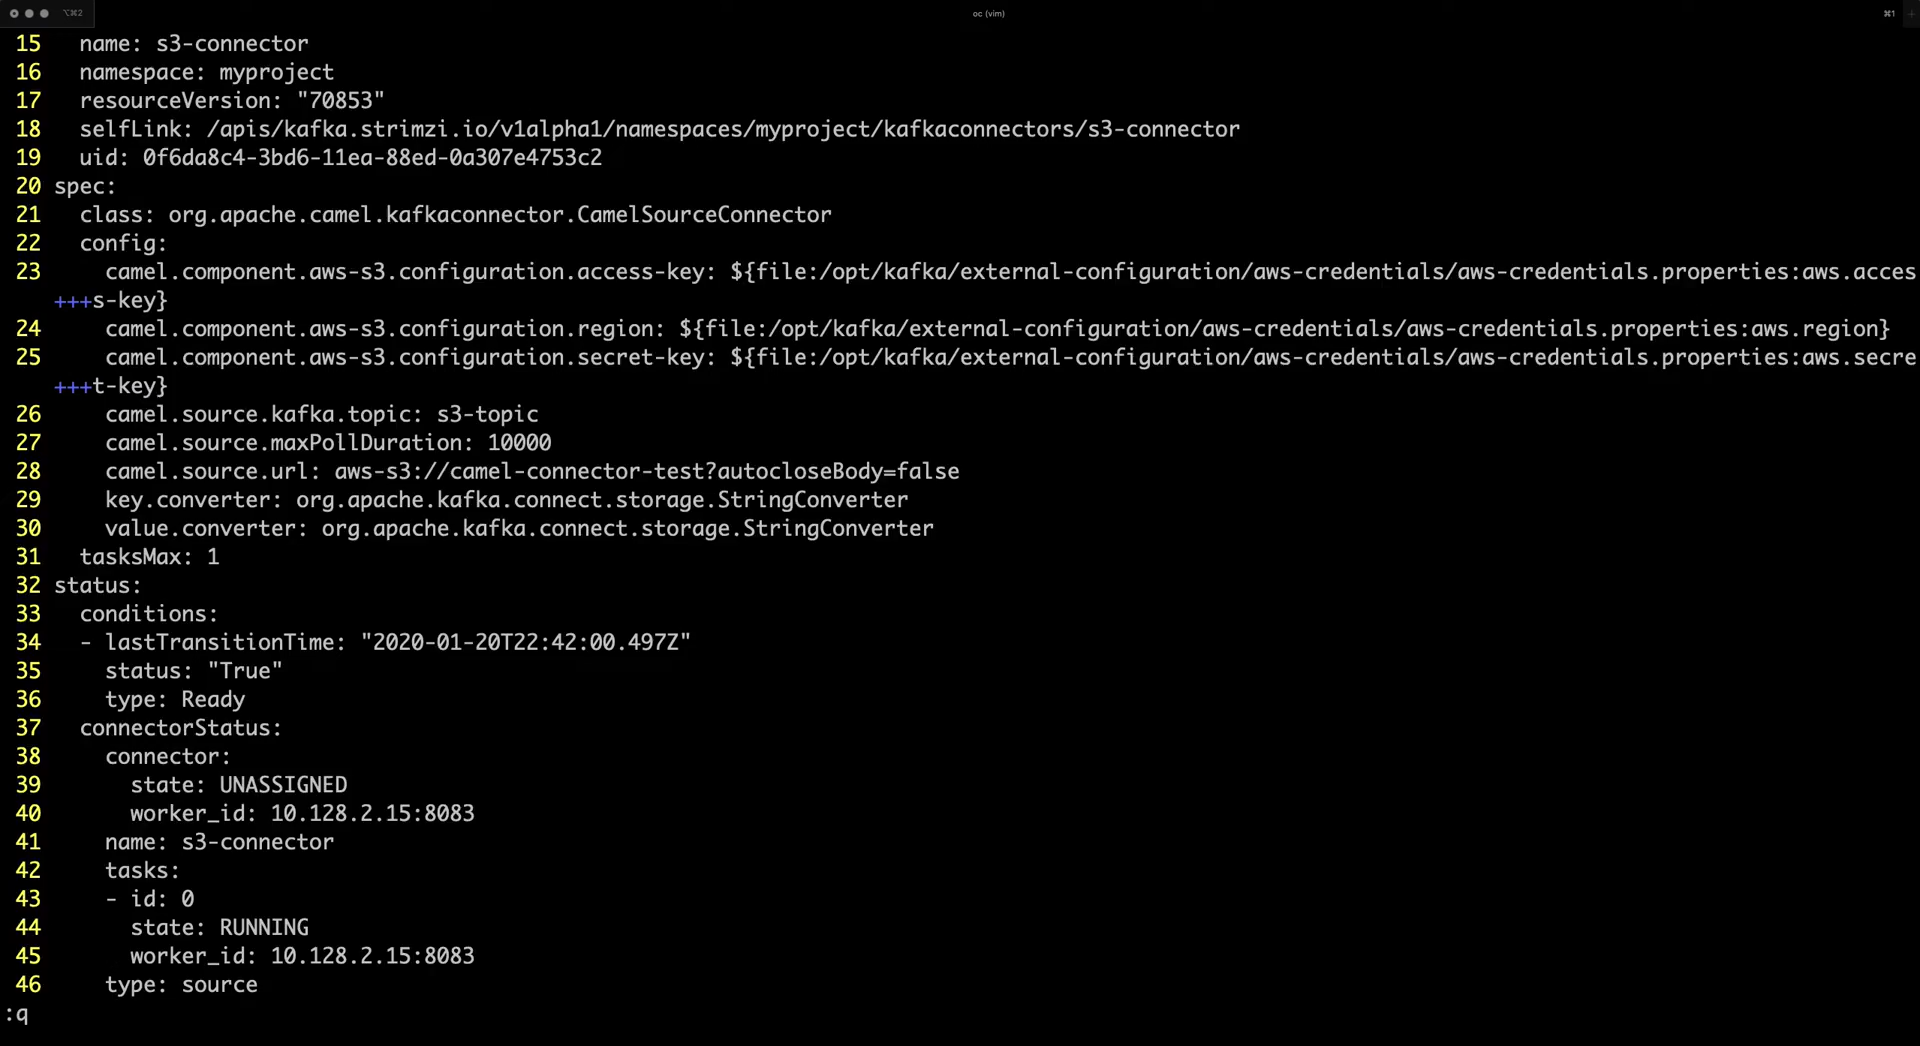 ⌥⌘2
oc (vim)
⌘1
+
15   name: s3-connector
16   namespace: myproject
17   resourceVersion: "70853"
18   selfLink: /apis/kafka.strimzi.io/v1alpha1/namespaces/myproject/kafkaconnectors/s3-connector
19   uid: 0f6da8c4-3bd6-11ea-88ed-0a307e4753c2
20 spec:
21   class: org.apache.camel.kafkaconnector.CamelSourceConnector
22   config:
23     camel.component.aws-s3.configuration.access-key: ${file:/opt/kafka/external-configuration/aws-credentials/aws-credentials.properties:aws.acces
+++s-key}
24     camel.component.aws-s3.configuration.region: ${file:/opt/kafka/external-configuration/aws-credentials/aws-credentials.properties:aws.region}
25     camel.component.aws-s3.configuration.secret-key: ${file:/opt/kafka/external-configuration/aws-credentials/aws-credentials.properties:aws.secre
+++t-key}
26     camel.source.kafka.topic: s3-topic
27     camel.source.maxPollDuration: 10000
28     camel.source.url: aws-s3://camel-connector-test?autocloseBody=false
29     key.converter: org.apache.kafka.connect.storage.StringConverter
30     value.converter: org.apache.kafka.connect.storage.StringConverter
31   tasksMax: 1
32 status:
33   conditions:
34   - lastTransitionTime: "2020-01-20T22:42:00.497Z"
35     status: "True"
36     type: Ready
37   connectorStatus:
38     connector:
39       state: UNASSIGNED
40       worker_id: 10.128.2.15:8083
41     name: s3-connector
42     tasks:
43     - id: 0
44       state: RUNNING
45       worker_id: 10.128.2.15:8083
46     type: source
:q